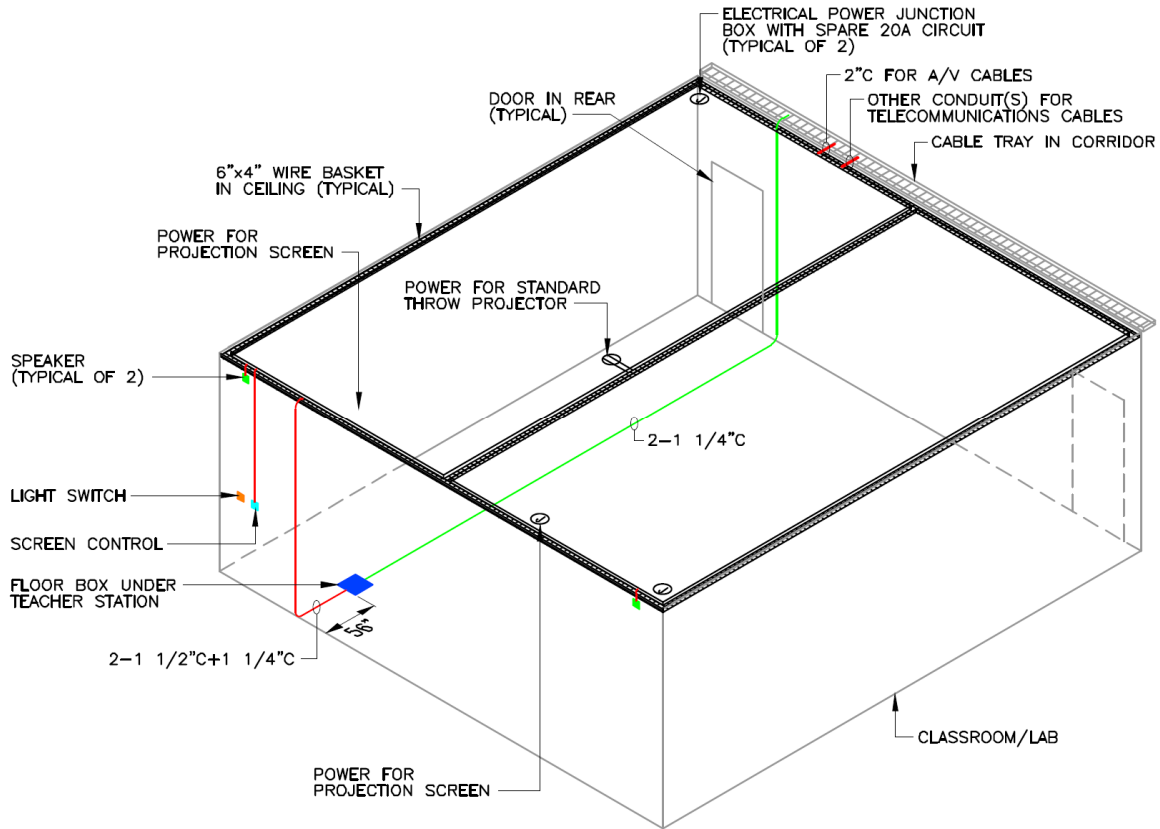 ELECTRICAL POWER JUNCTION
BOX WITH SPARE 20A CIRCUIT
(TYPICAL OF 2)
2"C FOR A/V CABLES
DOOR IN REAR
(TYPICAL)
OTHER CONDUIT(S) FOR
TELECOMMUNICATIONS CABLES
CABLE TRAY IN CORRIDOR
6"x4" WIRE BASKET
IN CEILING (TYPICAL)
POWER FOR
PROJECTION SCREEN
POWER FOR STANDARD
THROW PROJECTOR
SPEAKER
(TYPICAL OF 2)
2-1 1/4"C
LIGHT SWITCH
SCREEN CONTROL
FLOOR BOX UNDER
TEACHER STATION
56"
2-1 1/2"C+1 1/4"C
CLASSROOM/LAB
POWER FOR
PROJECTION SCREEN
J
J
J